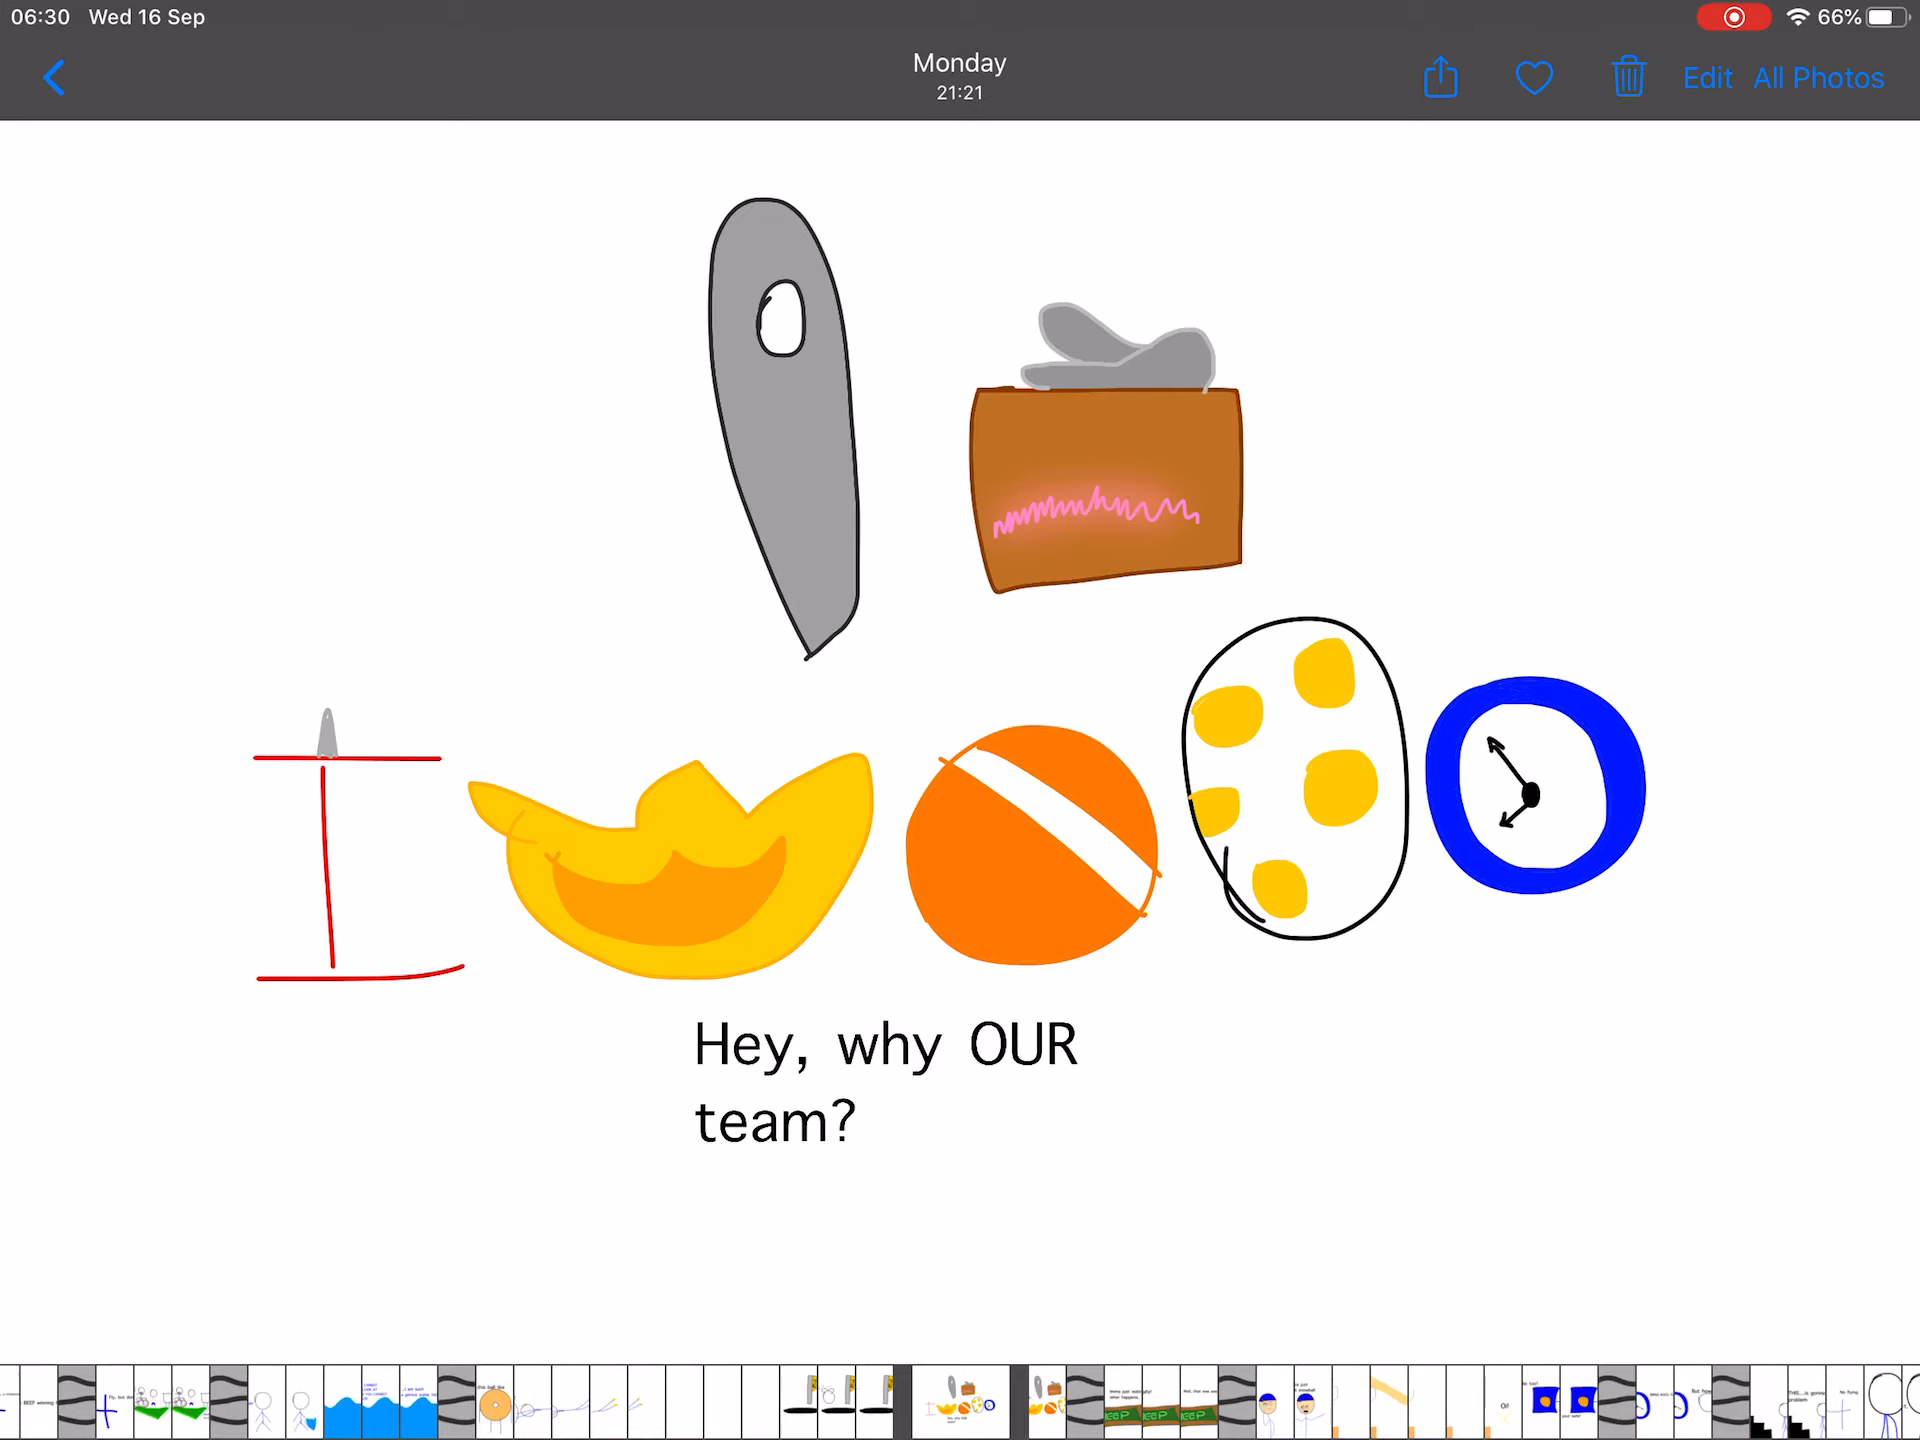 06:30 Wed 16 Sep
66%
Monday
21:21
Edit All Photos
Hey, why OUR
team?